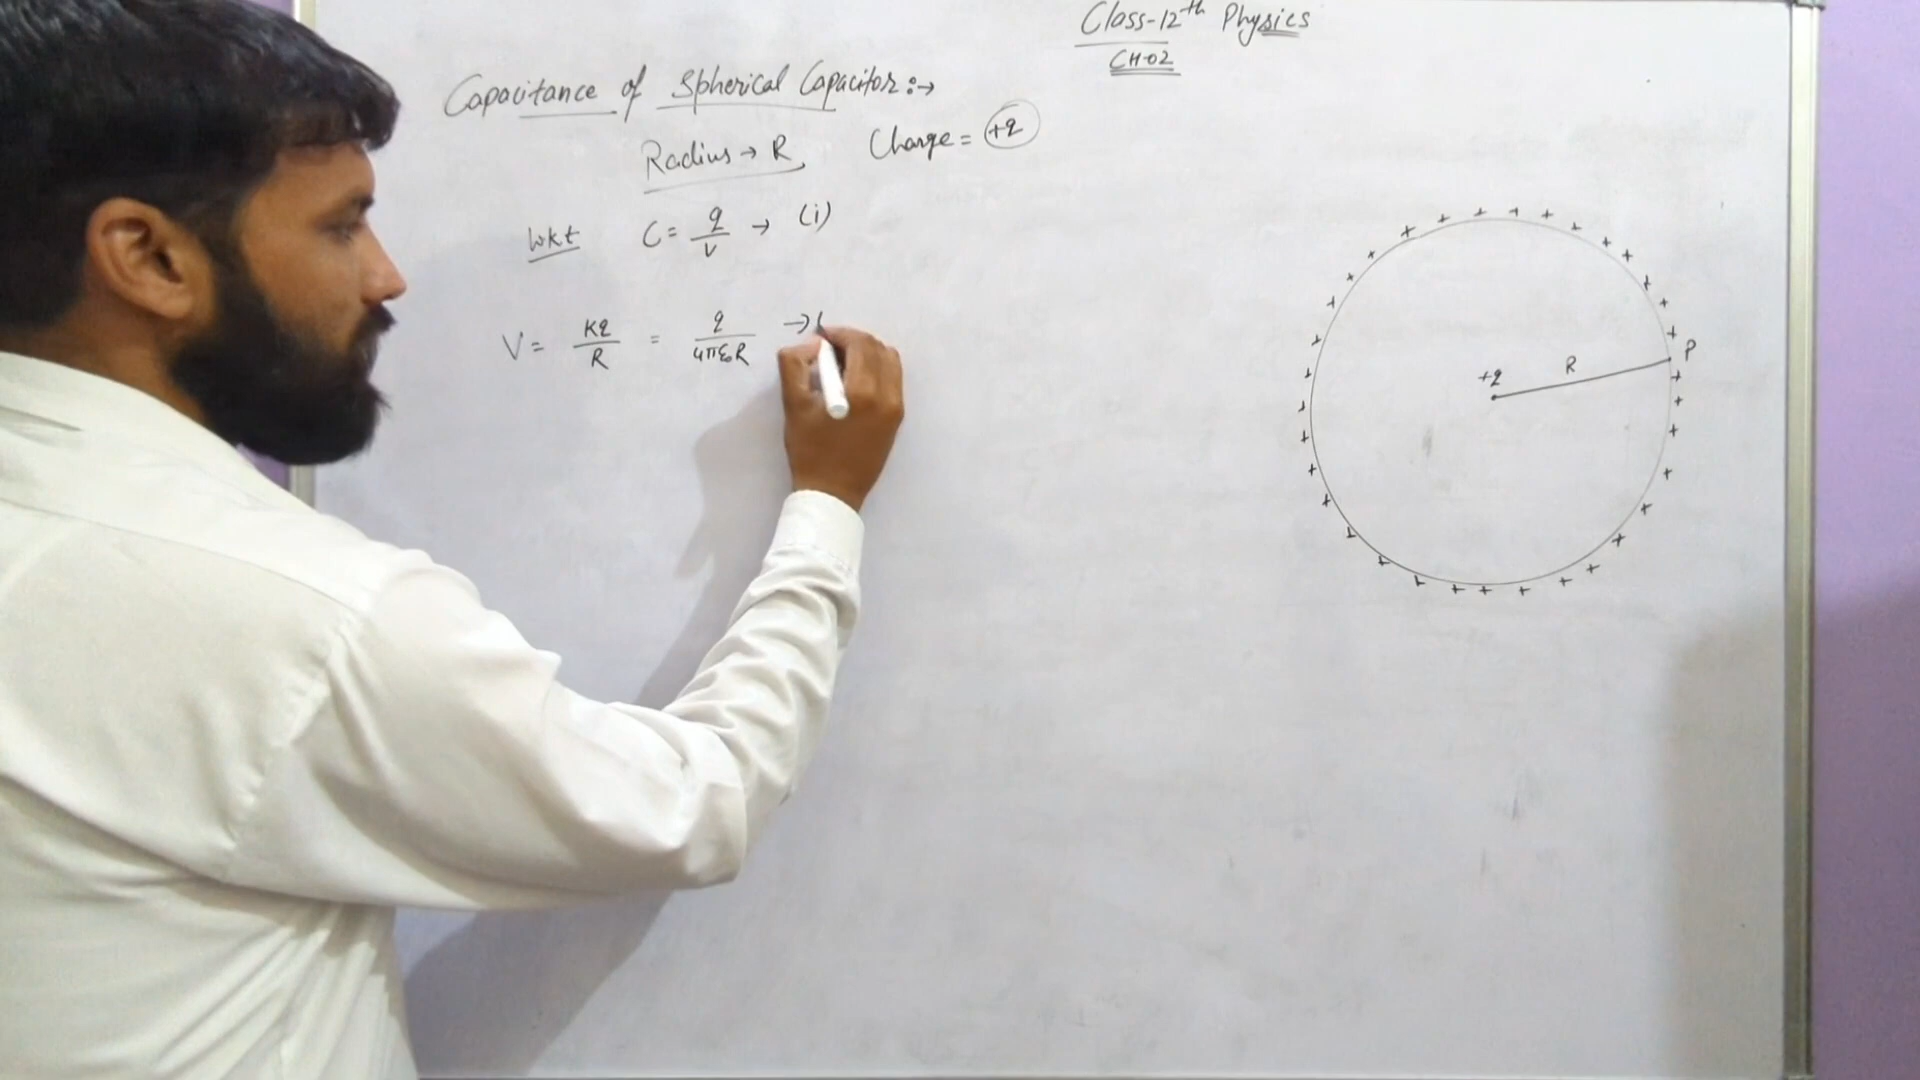 Class-12th Physics
CH-02
Capacitance of Spherical Capacitor :→
Radius → R, Charge = +q
wkt C = q/v → (i)
V = Kq/R = q/4πε₀R → (
P
+q R